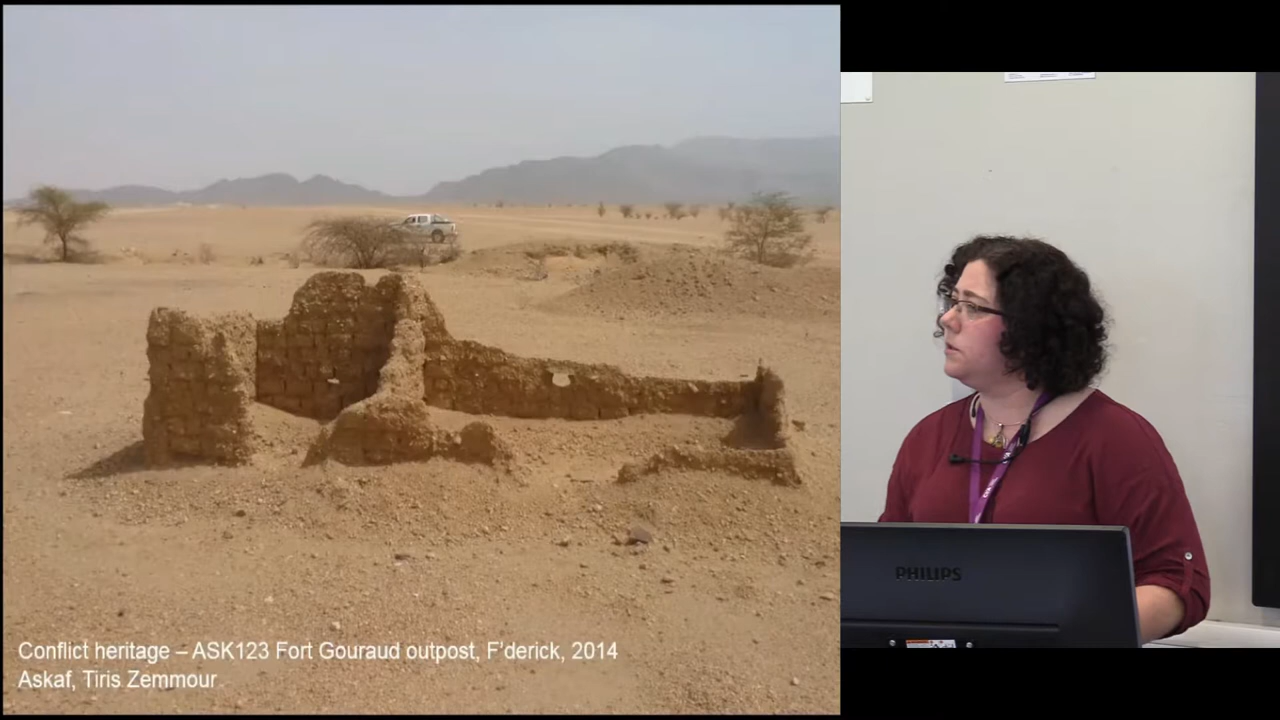 Conflict heritage – ASK123 Fort Gouraud outpost, F'derick, 2014
Askaf, Tiris Zemmour
PHILIPS